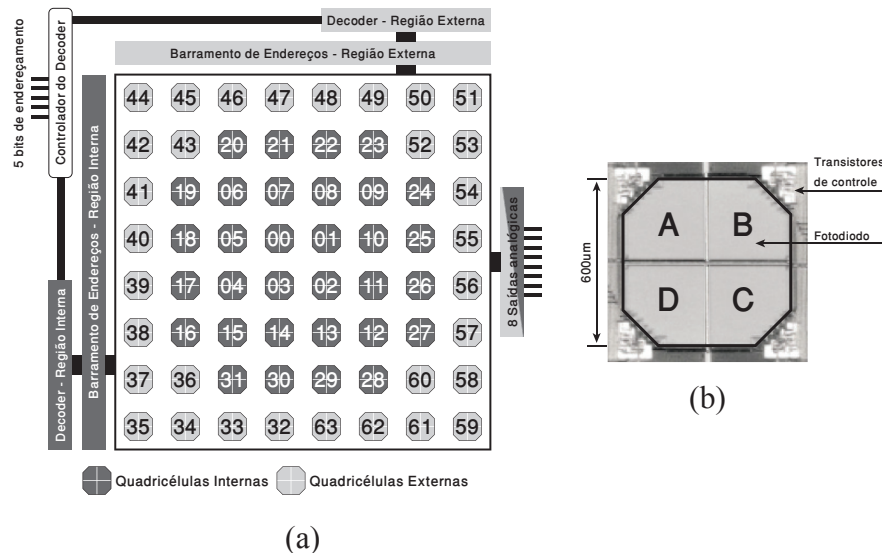 Decoder - Região Externa
Barramento de Endereços - Região Externa
5 bits de endereçamento
Controlador do Decoder
Decoder - Região Interna
Barramento de Endereços - Região Interna
44 45 46 47 48 49 50 51
42 43 20 21 22 23 52 53
41 19 06 07 08 09 24 54
40 18 05 00 01 10 25 55
39 17 04 03 02 11 26 56
38 16 15 14 13 12 27 57
37 36 31 30 29 28 60 58
35 34 33 32 63 62 61 59
8 Saídas analógicas
Quadricélulas Internas Quadricélulas Externas
(a)
Transistores
de controle
Fotodiodo
600um
A B
D C
(b)